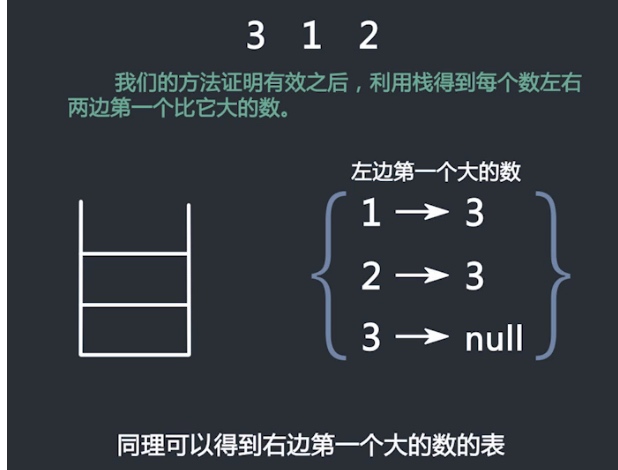 3 1 2
我们的方法证明有效之后，利用栈得到每个数左右
两边第一个比它大的数。
左边第一个大的数
1 → 3
2 → 3
3 → null
同理可以得到右边第一个大的数的表